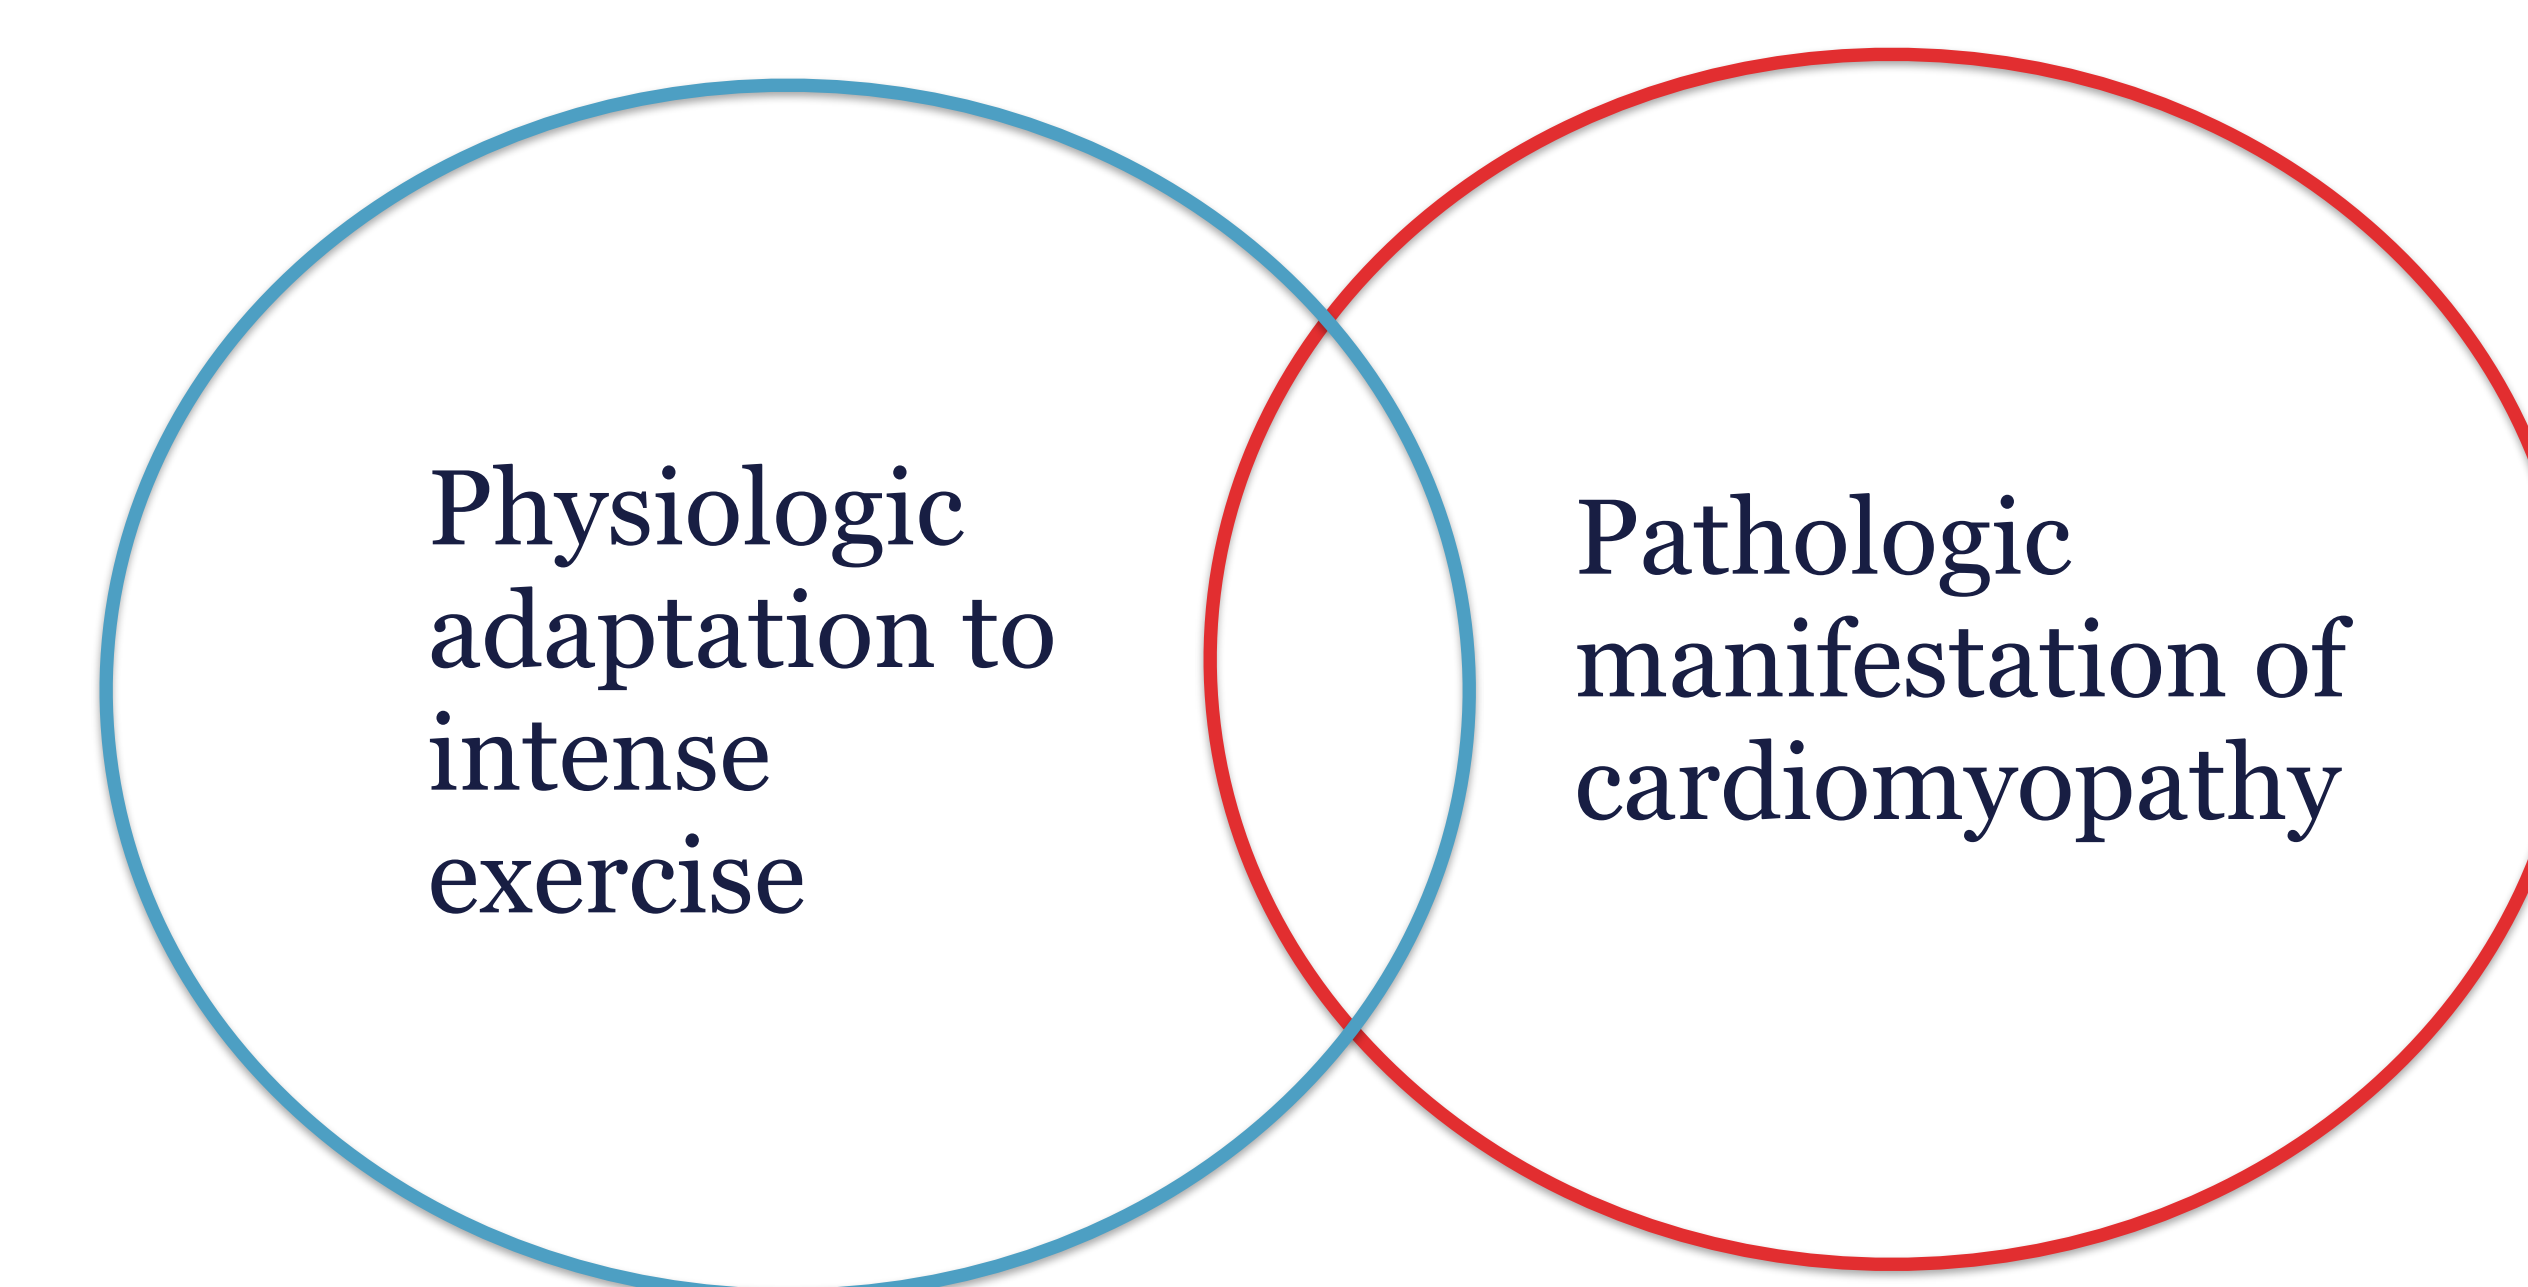 Physiologic
adaptation to
intense
exercise
Pathologic
manifestation of
cardiomyopathy